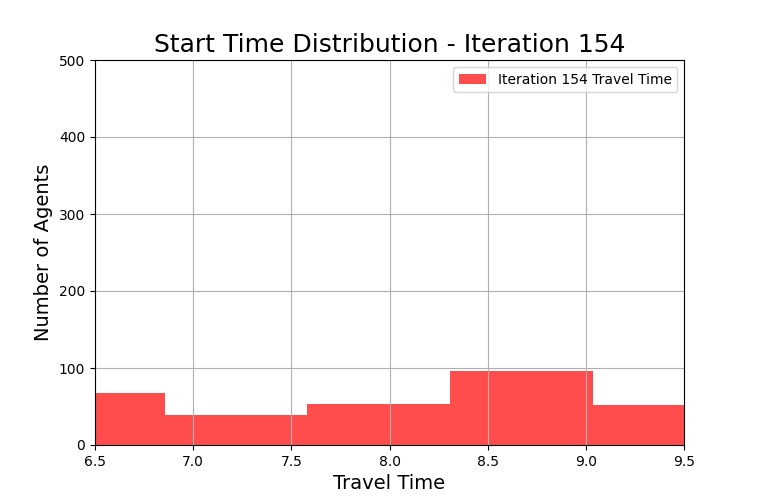 Start Time Distribution - Iteration 154
Iteration 154 Travel Time
Number of Agents
500
400
300
200
100
0
6.5 7.0 7.5 8.0 8.5 9.0 9.5
Travel Time